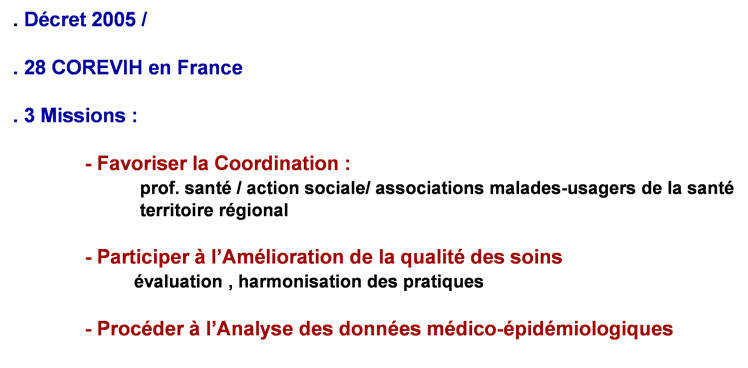 . Décret 2005 /
. 28 COREVIH en France
. 3 Missions :
- Favoriser la Coordination :
prof. santé / action sociale/ associations malades-usagers de la santé
territoire régional
- Participer à l’Amélioration de la qualité des soins
évaluation , harmonisation des pratiques
- Procéder à l’Analyse des données médico-épidémiologiques